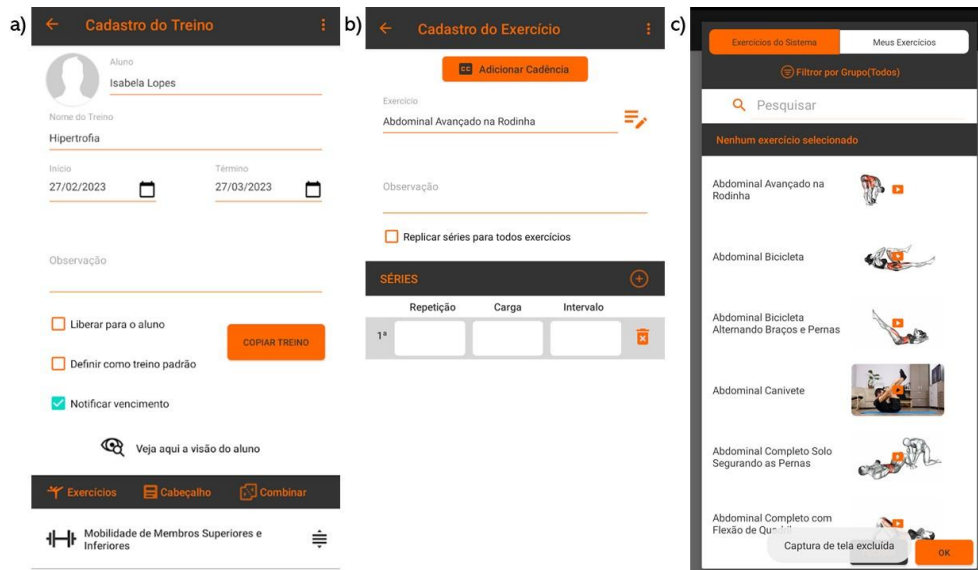 a)
Cadastro do Treino
Aluno
Isabela Lopes
Nome do Treino
Hipertrofia
Início
Término
27/02/2023
27/03/2023
Observação
Liberar para o aluno
COPIAR TREINO
Definir como treino padrão
Notificar vencimento
Veja aqui a visão do aluno
Exercícios
Cabeçalho
Combinar
Mobilidade de Membros Superiores e
Inferiores
b)
Cadastro do Exercício
CC Adicionar Cadência
Exercício
Abdominal Avançado na Rodinha
Observação
Replicar séries para todos exercícios
SÉRIES
Repetição
Carga
Intervalo
1ª
c)
Exercícios do Sistema
Meus Exercícios
Filtror por Grupo(Todos)
Pesquisar
Nenhum exercício selecionado
Abdominal Avançado na
Rodinha
Abdominal Bicicleta
Abdominal Bicicleta
Alternando Braços e Pernas
Abdominal Canivete
Abdominal Completo Solo
Segurando as Pernas
Abdominal Completo com
Flexão de
Captura de tela excluída
OK